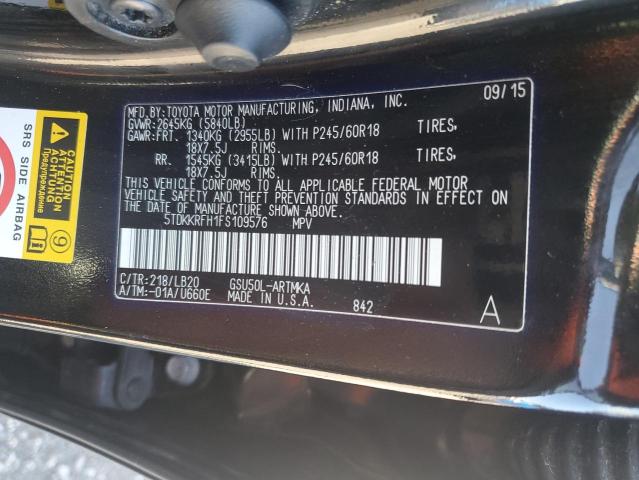 MFD.BY:TOYOTA MOTOR MANUFACTURING, INDIANA, INC. 09/15
GVWR:2645KG (5840LB)
GAWR:FRT. 1340KG (2955LB) WITH P245/60R18 TIRES,
18X7.5J RIMS.
RR. 1545KG (3415LB) WITH P245/60R18 TIRES,
18X7.5J RIMS.
THIS VEHICLE CONFORMS TO ALL APPLICABLE FEDERAL MOTOR
VEHICLE SAFETY AND THEFT PREVENTION STANDARDS IN EFFECT
ON THE DATE OF MANUFACTURE SHOWN ABOVE.
5TDKKRFH1FS109576 MPV
C/TR:218/LB20 GSU50L-ARTMKA
A/TM:-01A/U660E MADE IN U.S.A. 842 A
SRS SIDE AIRBAG
CAUTION
ATTENTION
ACHTUNG
Предупреждение
9